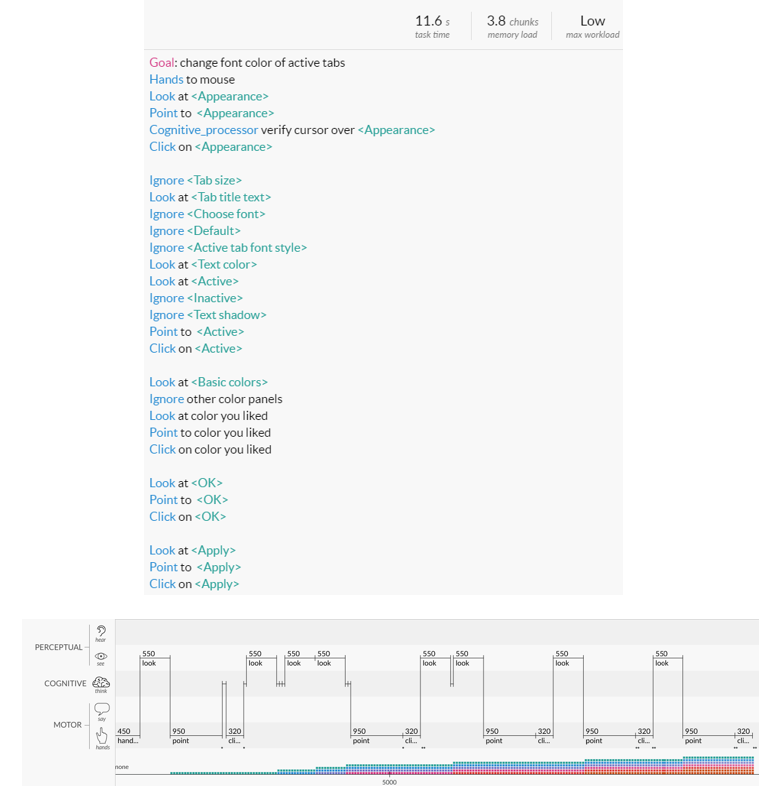 11.6 s 3.8 chunks Low
task time memory load max workload
Goal: change font color of active tabs
Hands to mouse
Look at <Appearance>
Point to <Appearance>
Cognitive_processor verify cursor over <Appearance>
Click on <Appearance>
Ignore <Tab size>
Look at <Tab title text>
Ignore <Choose font>
Ignore <Default>
Ignore <Active tab font style>
Look at <Text color>
Look at <Active>
Ignore <Inactive>
Ignore <Text shadow>
Point to <Active>
Click on <Active>
Look at <Basic colors>
Ignore other color panels
Look at color you liked
Point to color you liked
Click on color you liked
Look at <OK>
Point to <OK>
Click on <OK>
Look at <Apply>
Point to <Apply>
Click on <Apply>
hear
PERCEPTUAL
see
550 550 550 550 550 550 550 550
look look look look look look look look
COGNITIVE
think
say
MOTOR
hands
450 950 320 950 320 950 320 950 320 950 320
hand... point cli... point cli... point cli... point cli... point cli...
none
5000